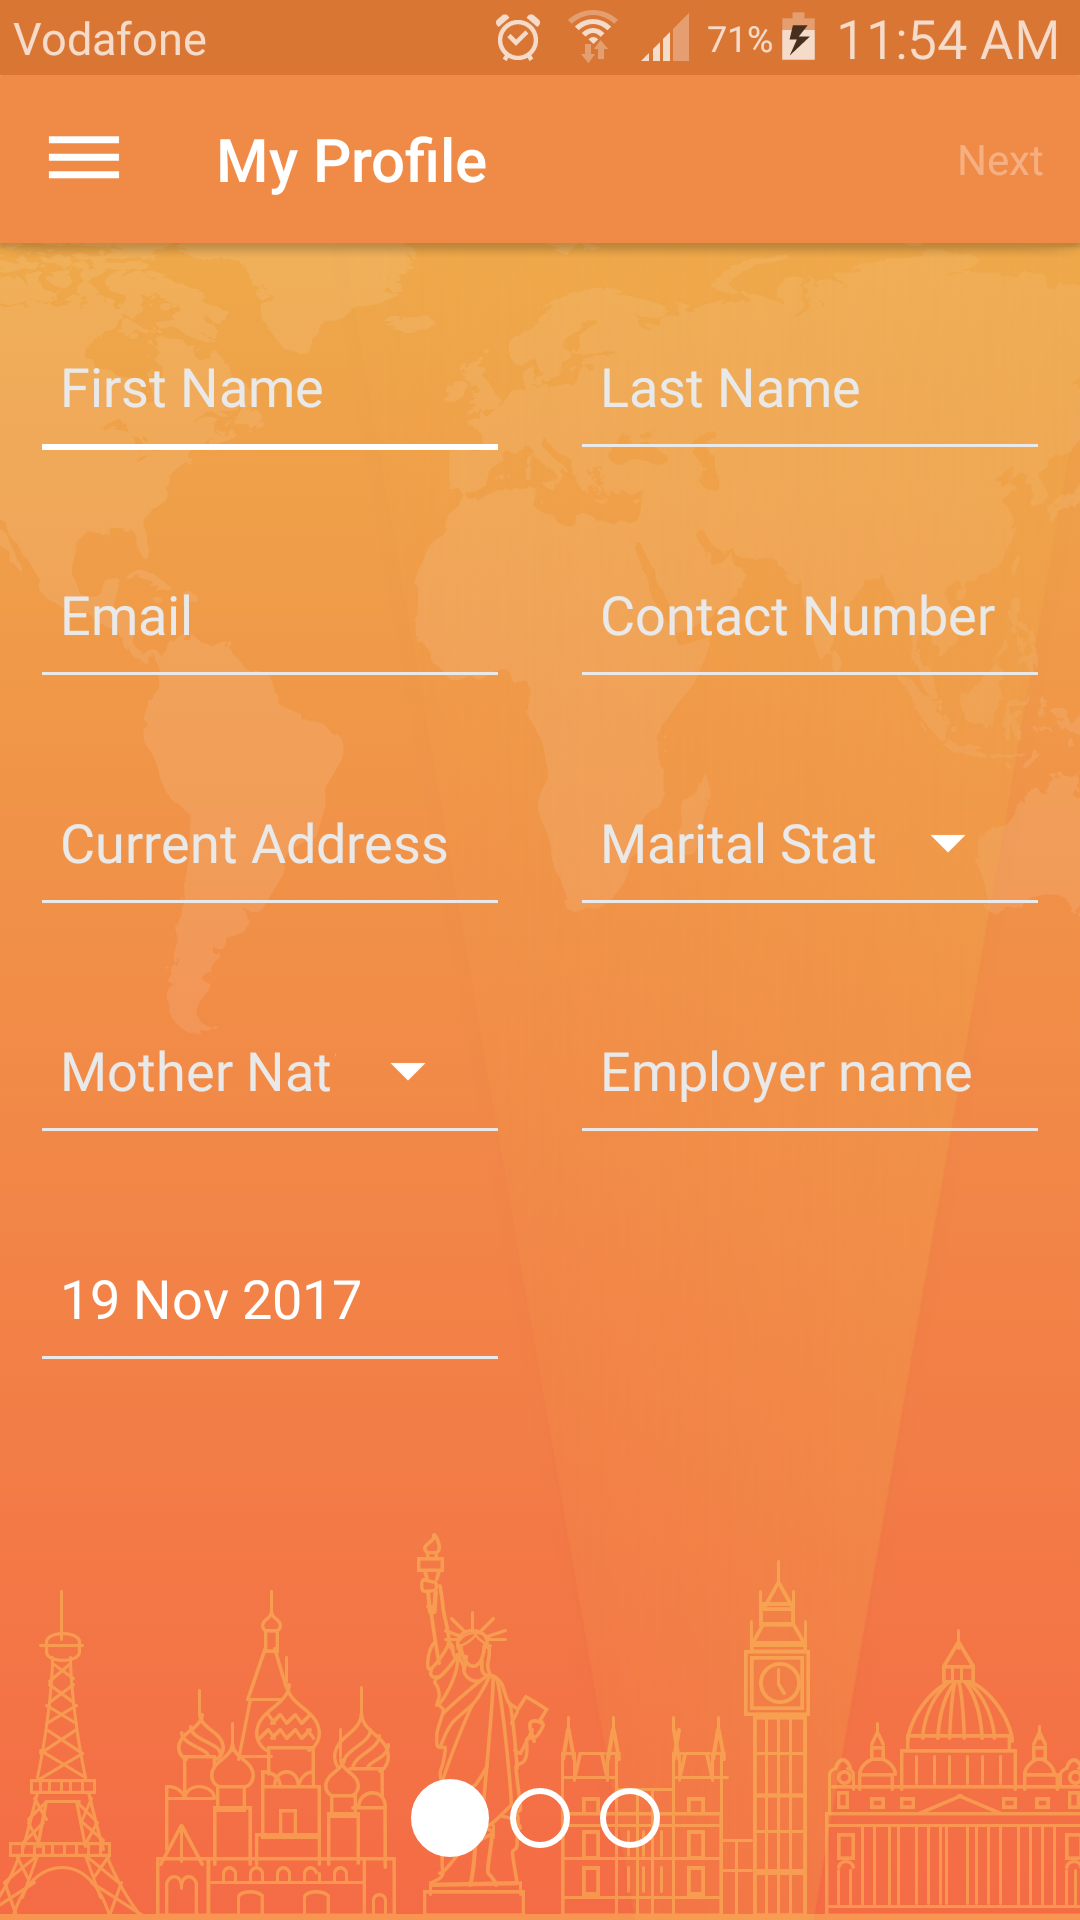 Vodafone 71% 11:54 AM
My Profile Next
First Name Last Name
Email Contact Number
Current Address Marital Stat
Mother Nat Employer name
19 Nov 2017